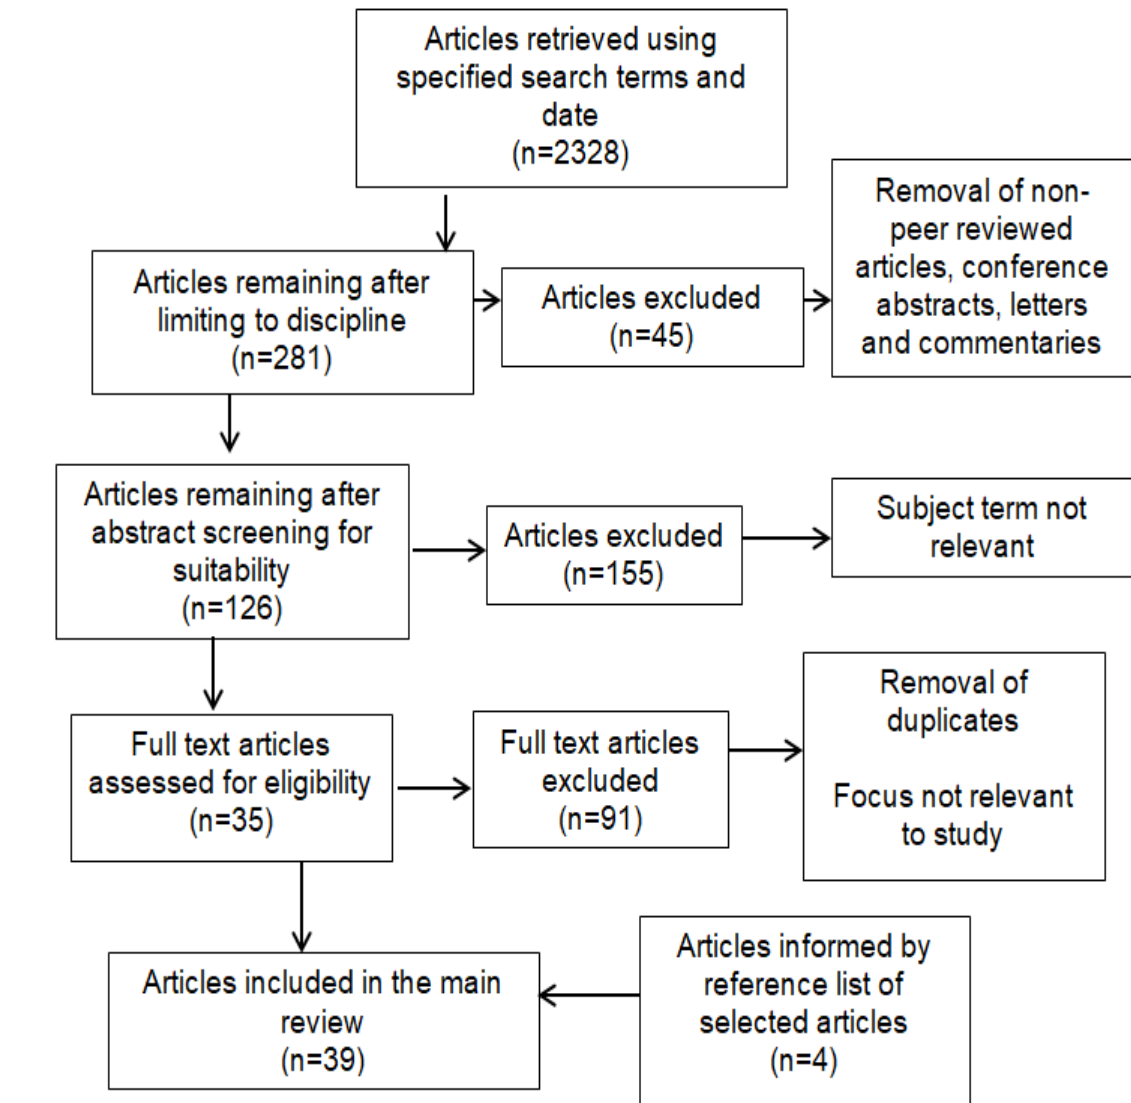 Articles retrieved using
specified search terms and
date
(n=2328)
Articles remaining after
limiting to discipline
(n=281)
Articles excluded
(n=45)
Removal of non-
peer reviewed
articles, conference
abstracts, letters
and commentaries
Articles remaining after
abstract screening for
suitability
(n=126)
Articles excluded
(n=155)
Subject term not
relevant
Full text articles
assessed for eligibility
(n=35)
Full text articles
excluded
(n=91)
Removal of
duplicates
Focus not relevant
to study
Articles included in the main
review
(n=39)
Articles informed by
reference list of
selected articles
(n=4)